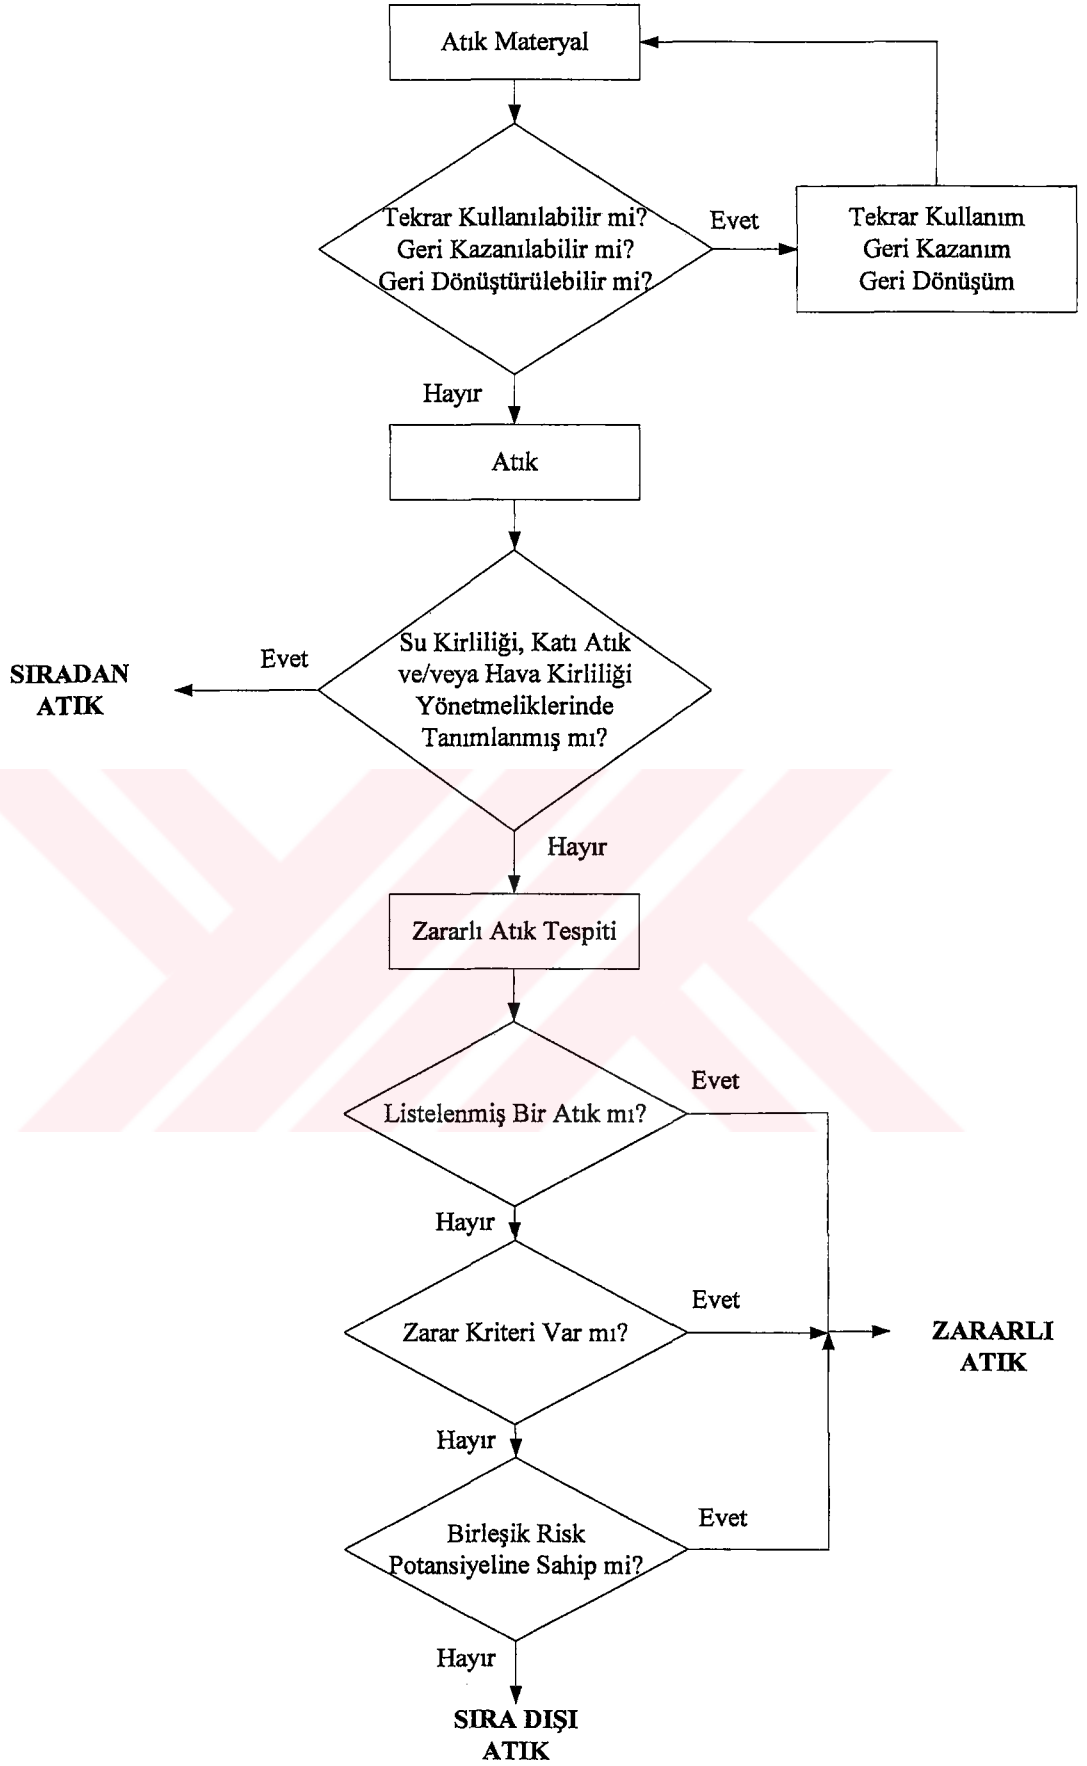 Atık Materyal
Tekrar Kullanılabilir mi?
Geri Kazanılabilir mi?
Geri Dönüştürülebilir mi?
Evet
Tekrar Kullanım
Geri Kazanım
Geri Dönüşüm
Hayır
Atık
Su Kirliliği, Katı Atık
ve/veya Hava Kirliliği
Yönetmeliklerinde
Tanımlanmış mı?
Evet
SIRADAN
ATIK
Hayır
Zararlı Atık Tespiti
Listelenmiş Bir Atık mı?
Evet
Hayır
Zarar Kriteri Var mı?
Evet
ZARARLI
ATIK
Hayır
Birleşik Risk
Potansiyeline Sahip mi?
Evet
Hayır
SIRA DIŞI
ATIK